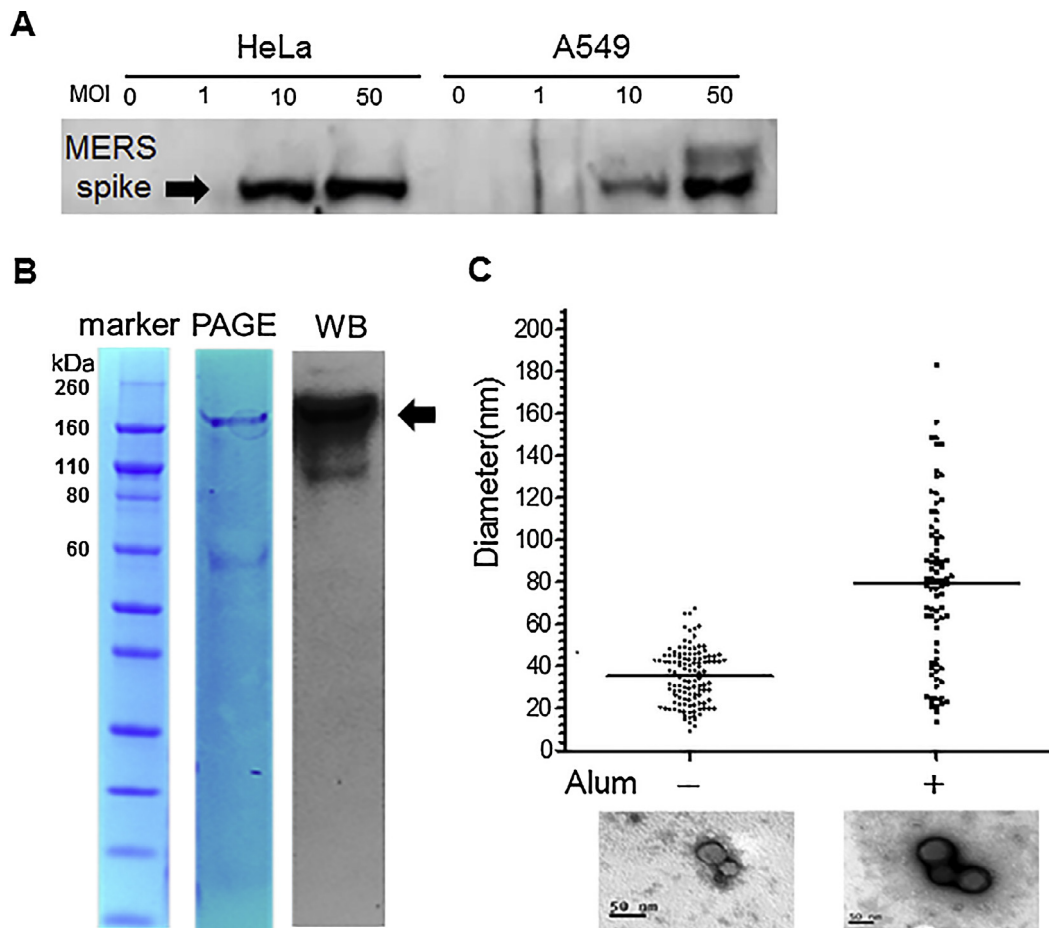 A
HeLa A549
MOI 0 1 10 50 0 1 10 50
MERS
spike
B
marker PAGE WB
kDa
260
160
110
80
60
C
Diameter(nm)
200
180
160
140
120
100
80
60
40
20
0
Alum − +
50 nm 50 nm